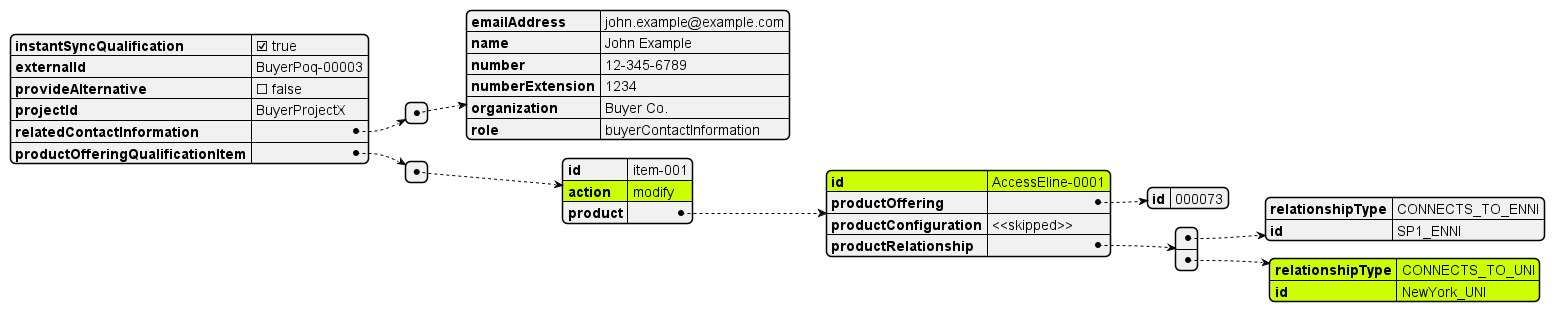 instantSyncQualification ☑ true
externalId BuyerPoq-00003
provideAlternative ☐ false
projectId BuyerProjectX
relatedContactInformation
productOfferingQualificationItem
emailAddress john.example@example.com
name John Example
number 12-345-6789
numberExtension 1234
organization Buyer Co.
role buyerContactInformation
id item-001
action modify
product
id AccessEline-0001
productOffering
productConfiguration <<skipped>>
productRelationship
id 000073
relationshipType CONNECTS_TO_ENNI
id SP1_ENNI
relationshipType CONNECTS_TO_UNI
id NewYork_UNI